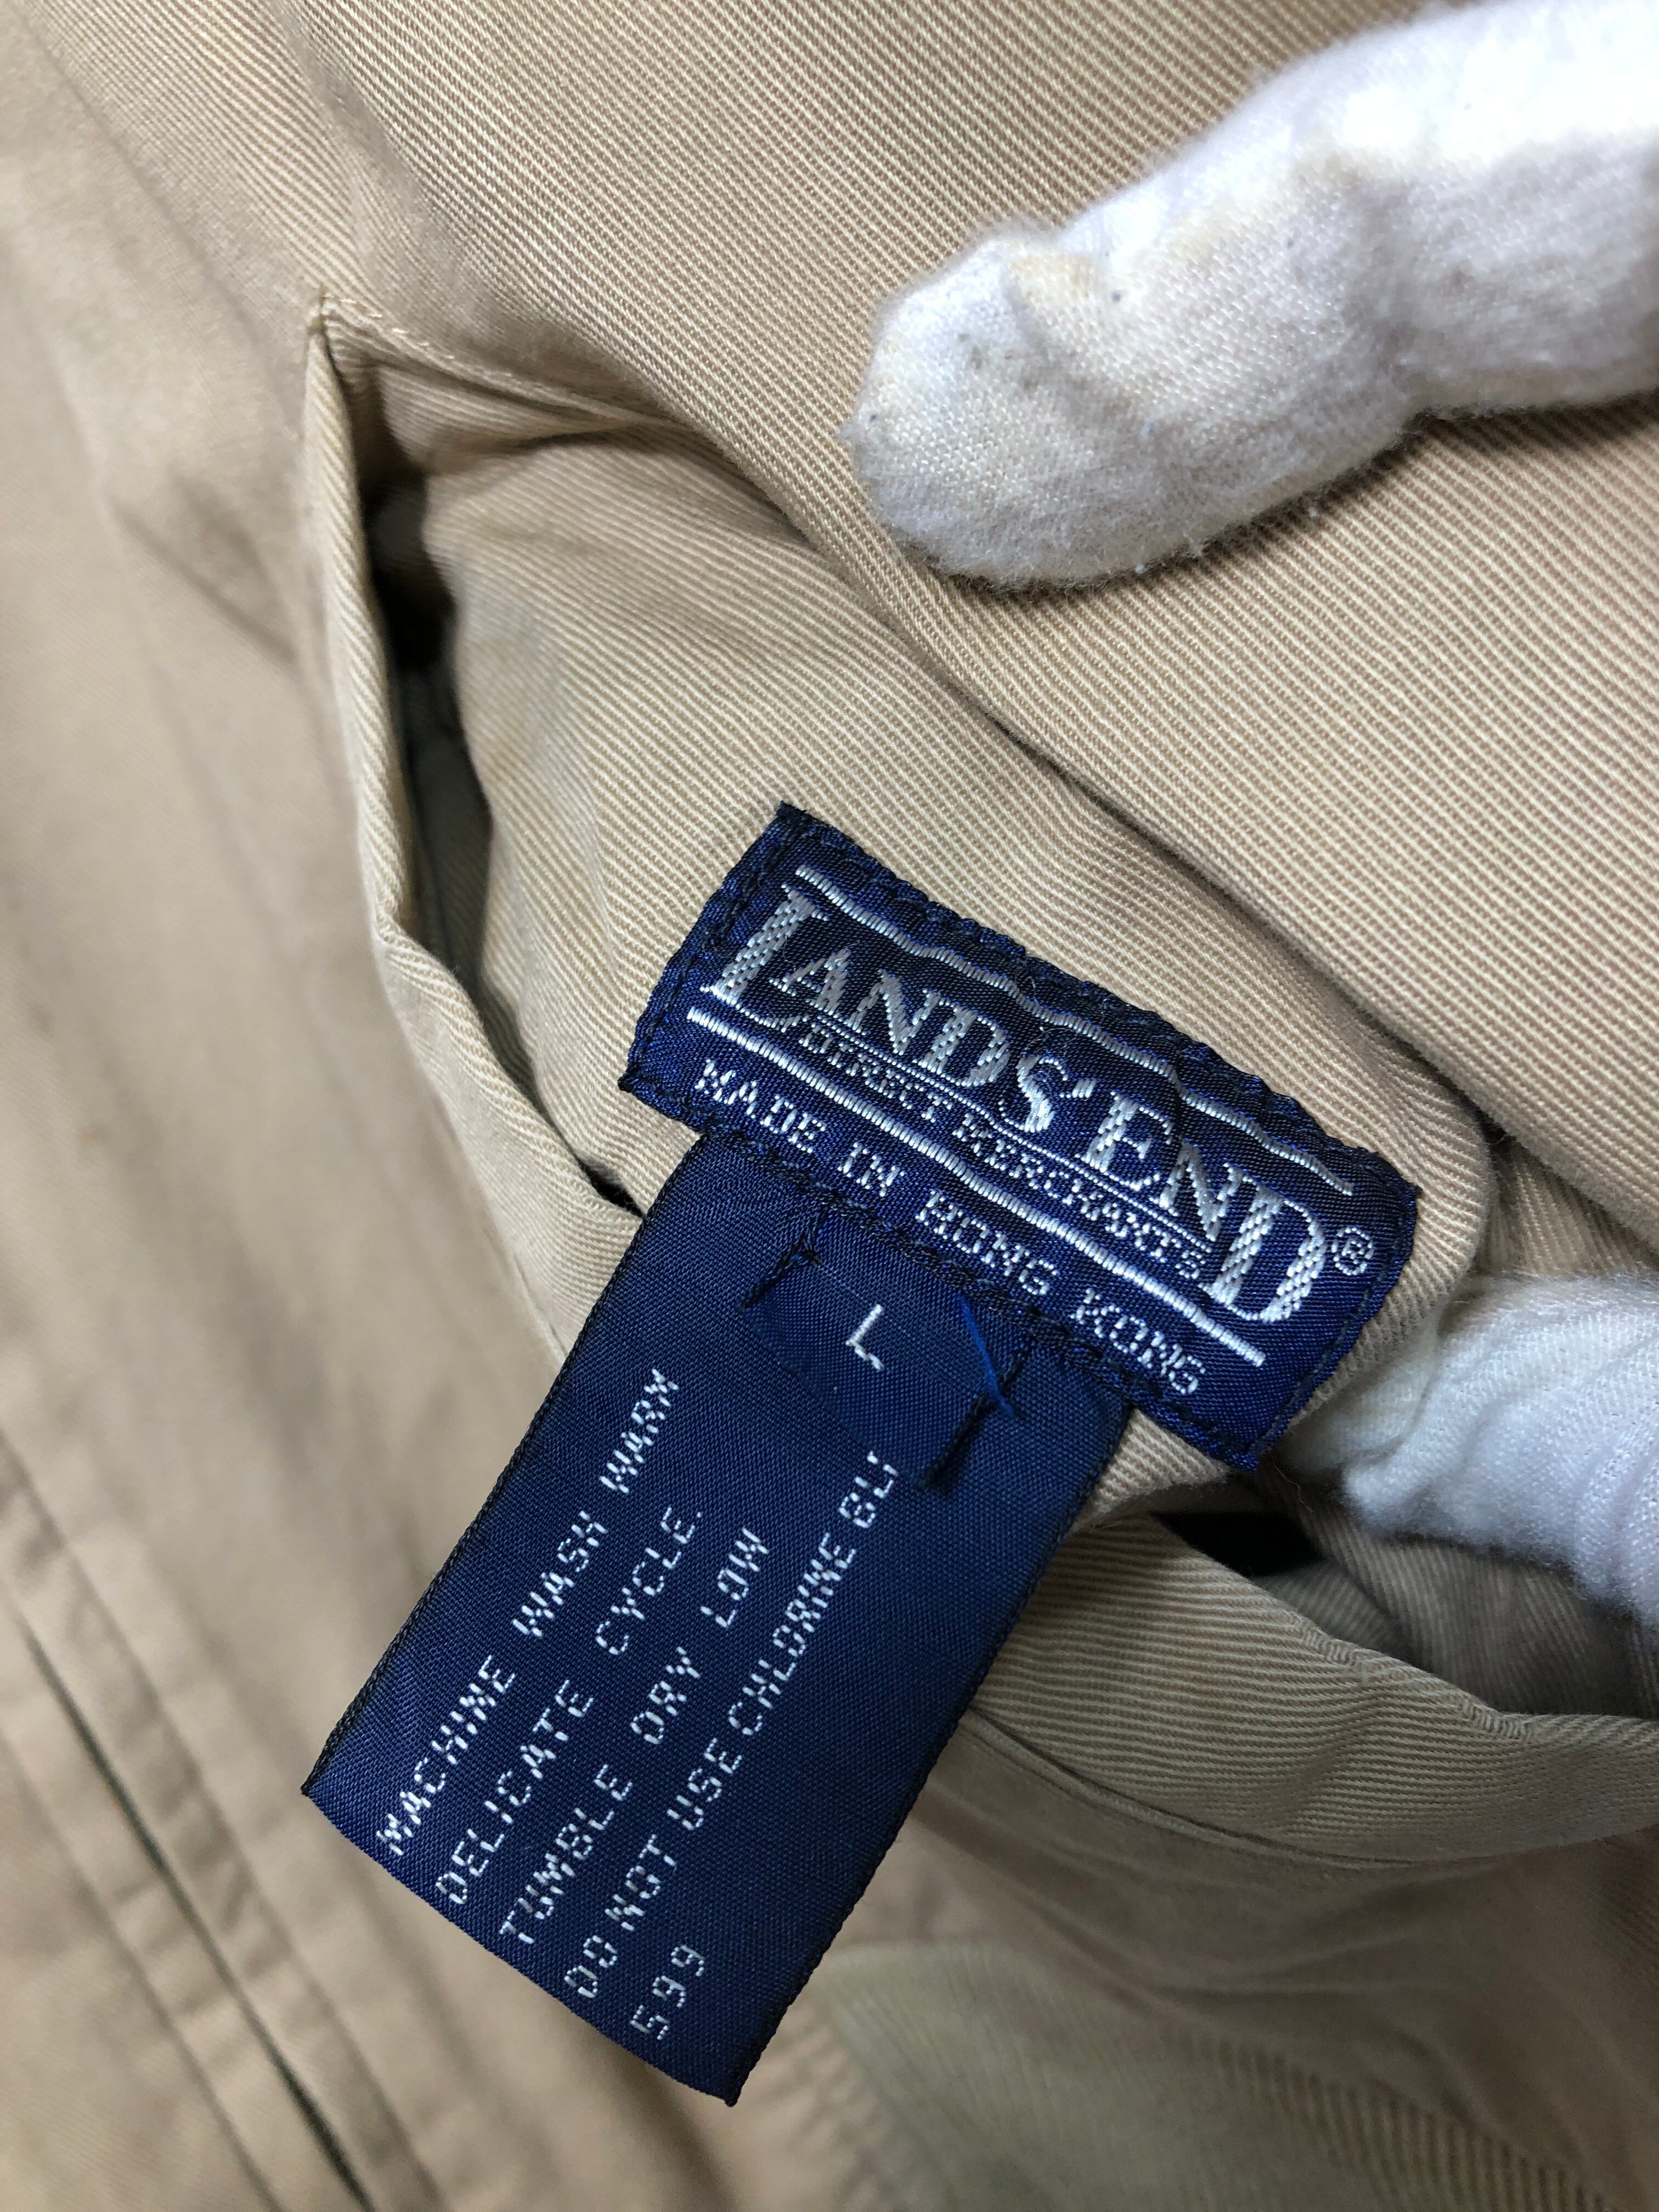 LANDS' END®
DIRECT MERCHANTS
MADE IN HONG KONG
L
MACHINE WASH WARM
DELICATE CYCLE.
TUMBLE DRY LOW
DO NOT USE CHLORINE
599